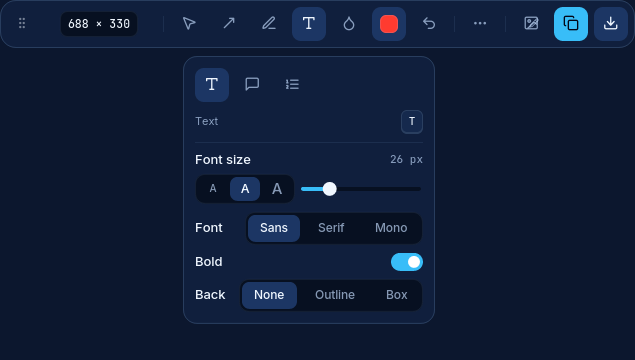 688 × 330
T
T
Text T
Font size 26 px
A A A
Font Sans Serif Mono
Bold
Back None Outline Box